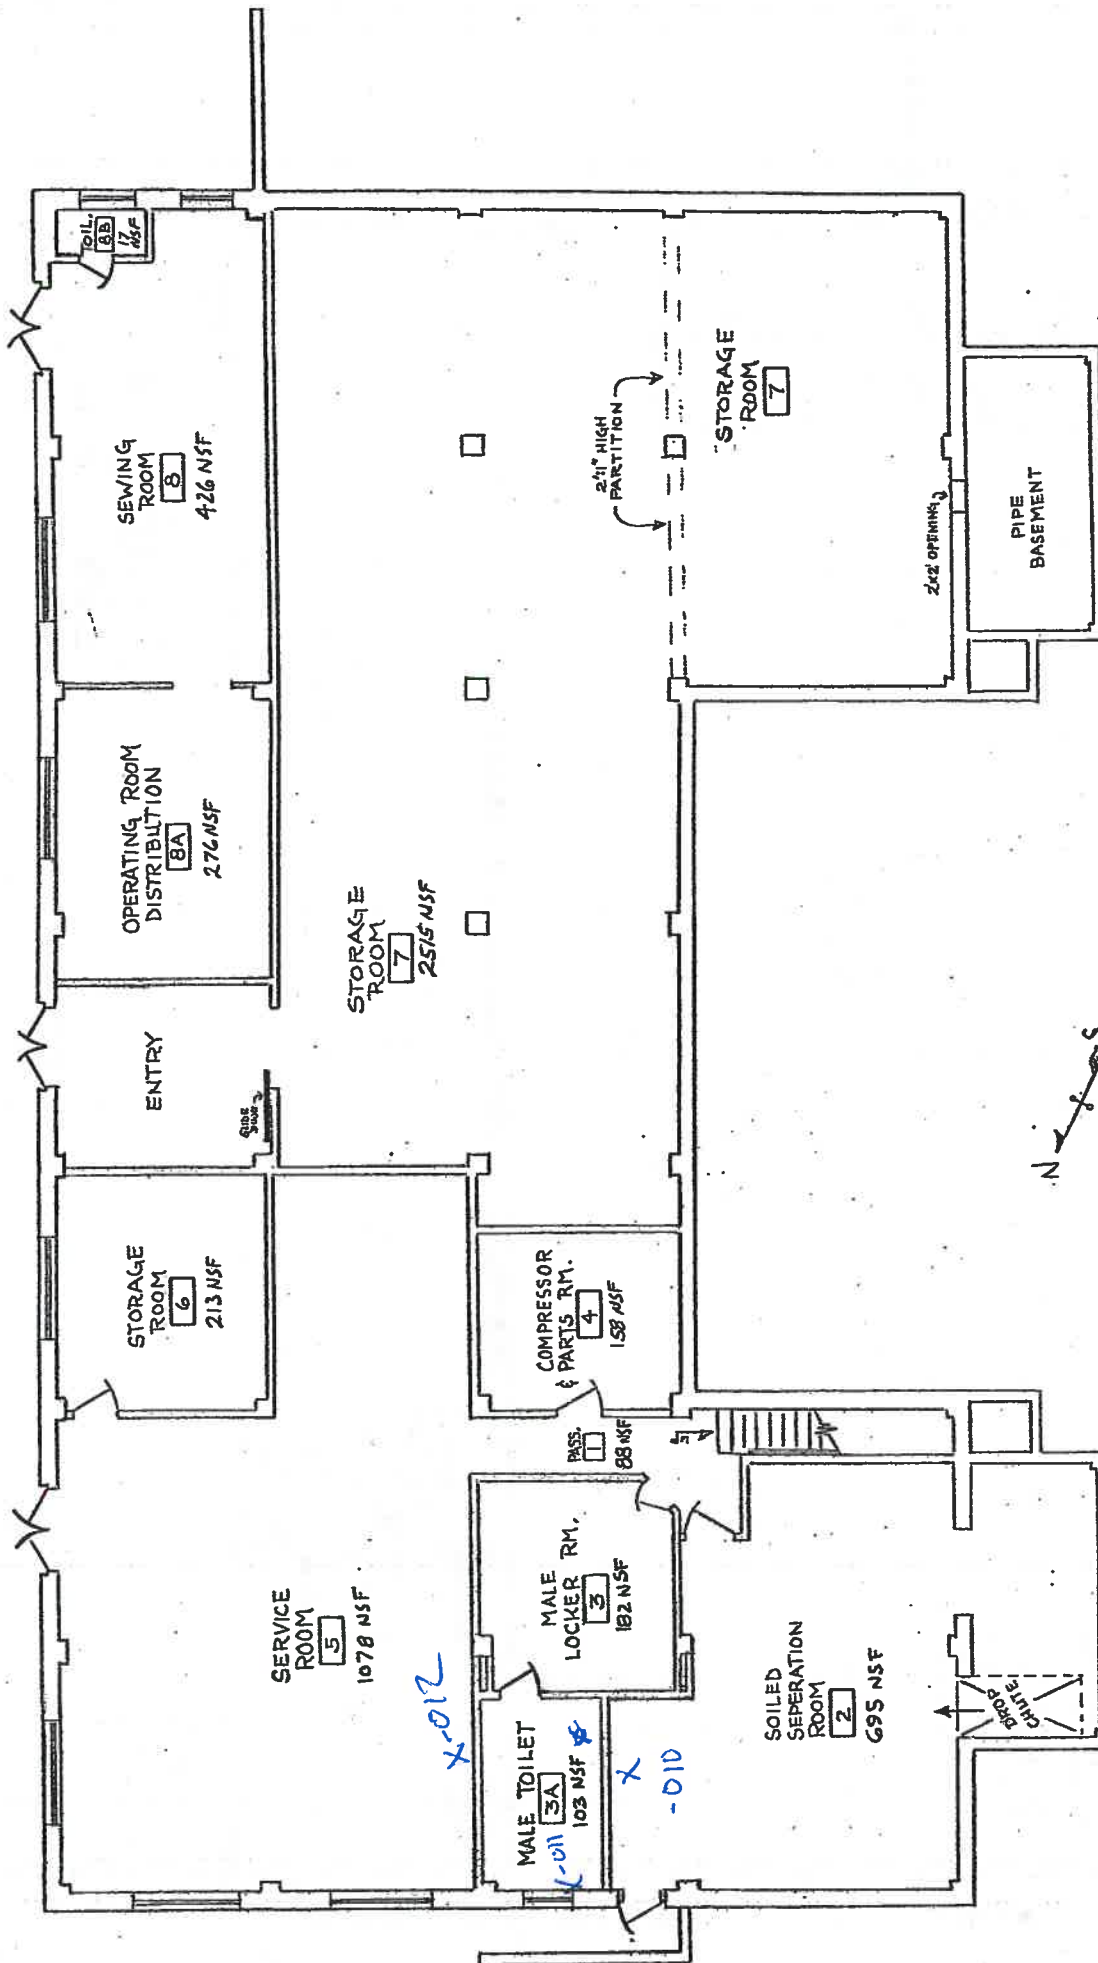 TOIL.
8B
17
NSF
SEWING
ROOM
8
426 NSF
OPERATING ROOM
DISTRIBUTION
8A
276 NSF
ENTRY
STORAGE
ROOM
6
213 NSF
STORAGE
ROOM
7
2515 NSF
2'11" HIGH
PARTITION
STORAGE
ROOM
7
2'x2' OPENING
PIPE
BASEMENT
SERVICE
ROOM
5
1078 NSF
COMPRESSOR
& PARTS RM.
4
158 NSF
PASS.
1
88 NSF
MALE
LOCKER RM.
3
182 NSF
MALE TOILET
3A
103 NSF
SOILED
SEPERATION
ROOM
2
695 NSF
DROP
CHUTE
X-012
X-011
X
-010
N
S